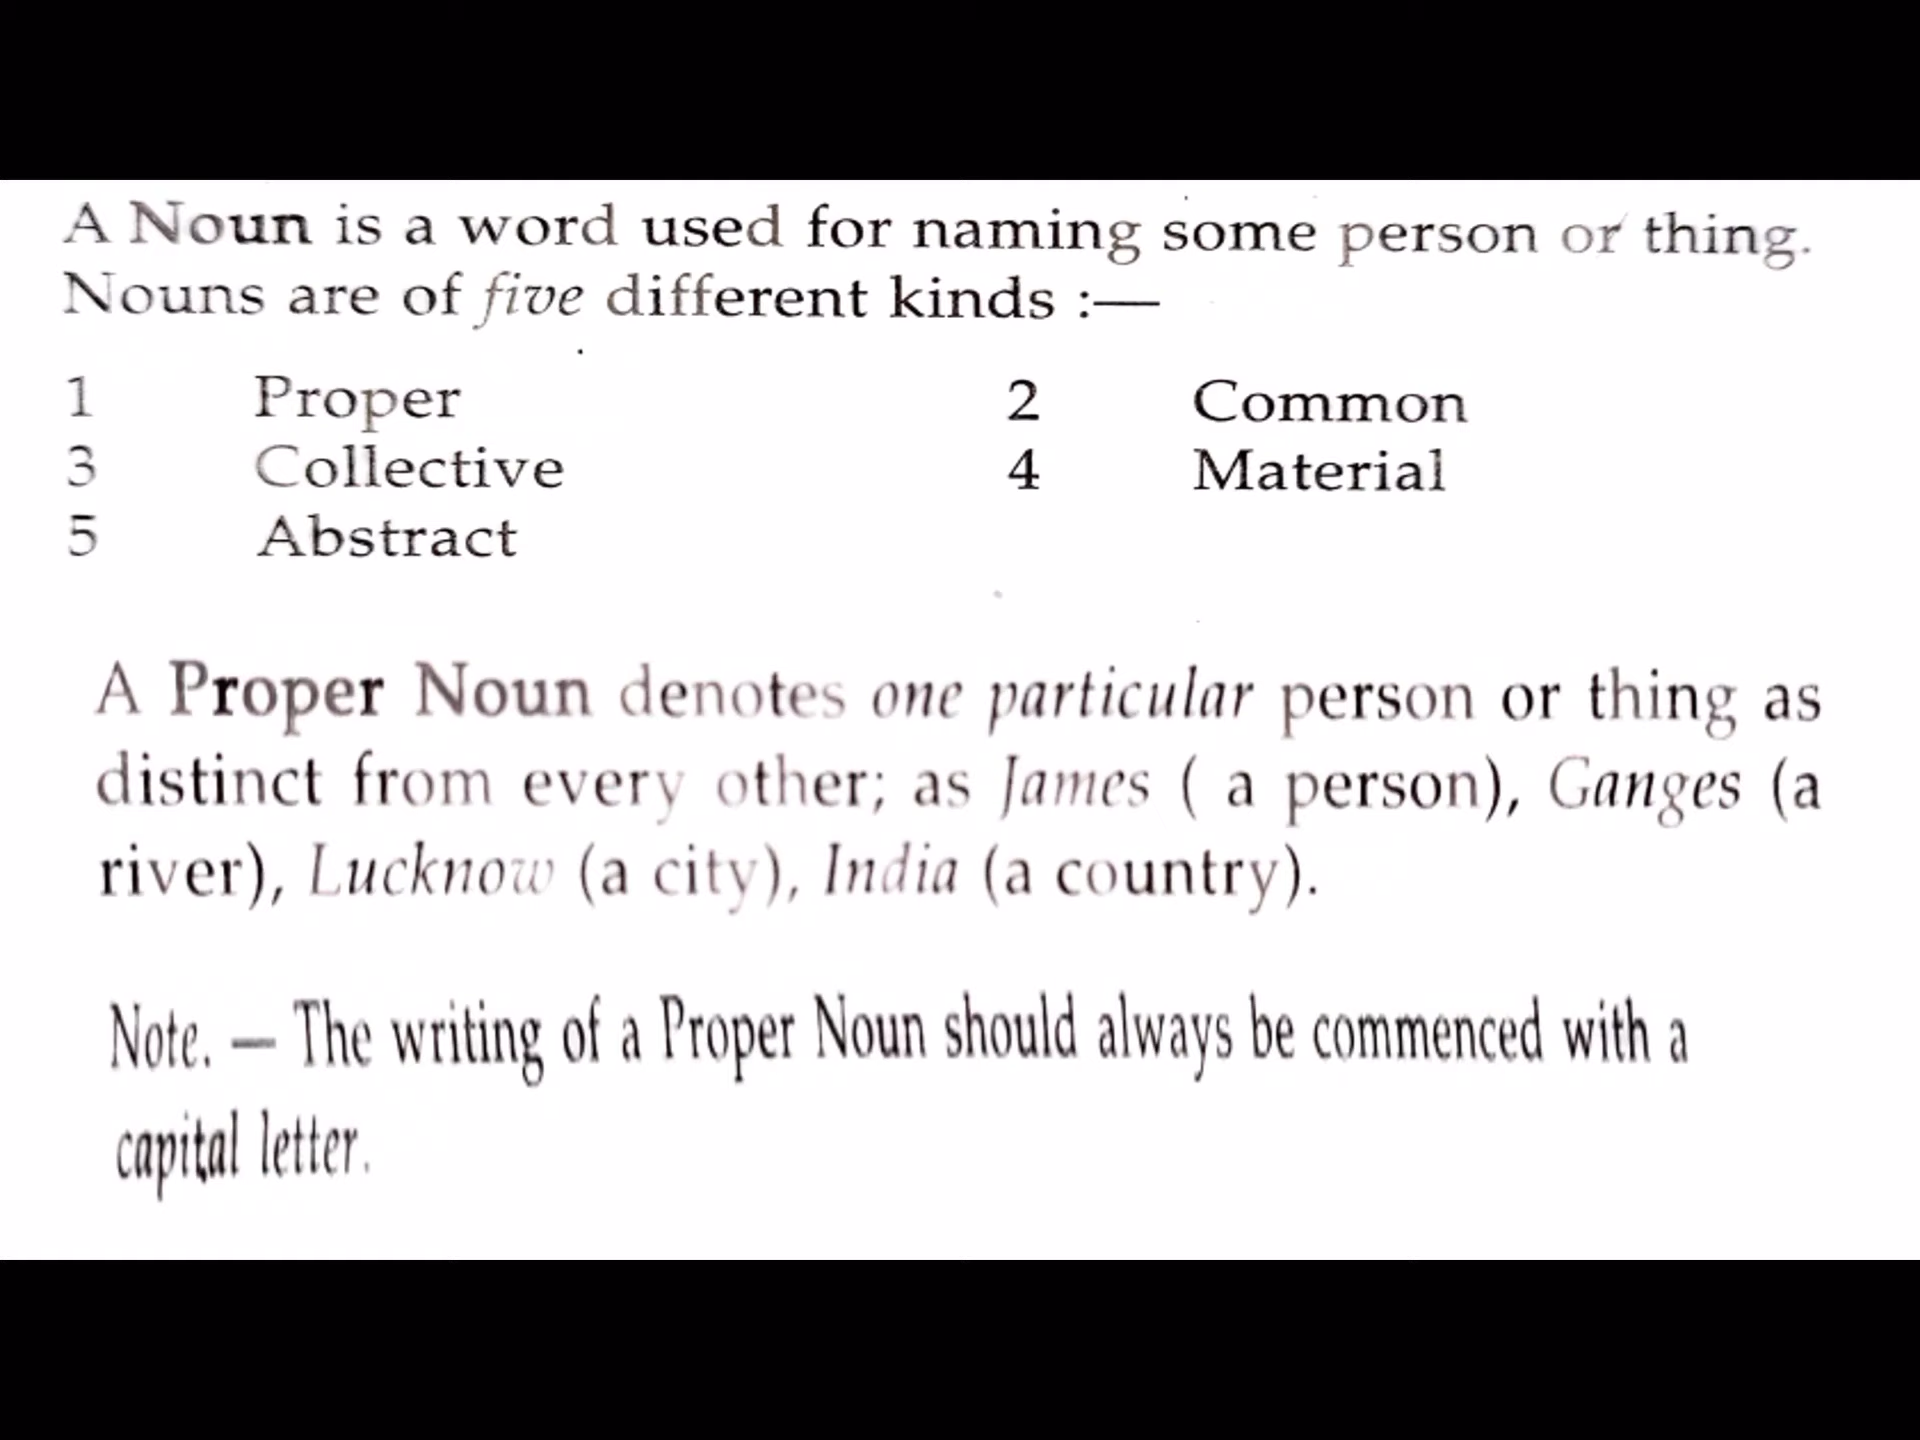 A Noun is a word used for naming some person or thing.
Nouns are of five different kinds :—
1 Proper 2 Common
3 Collective 4 Material
5 Abstract
A Proper Noun denotes one particular person or thing as
distinct from every other; as James ( a person), Ganges (a
river), Lucknow (a city), India (a country).
Note. — The writing of a Proper Noun should always be commenced with a
capital letter.